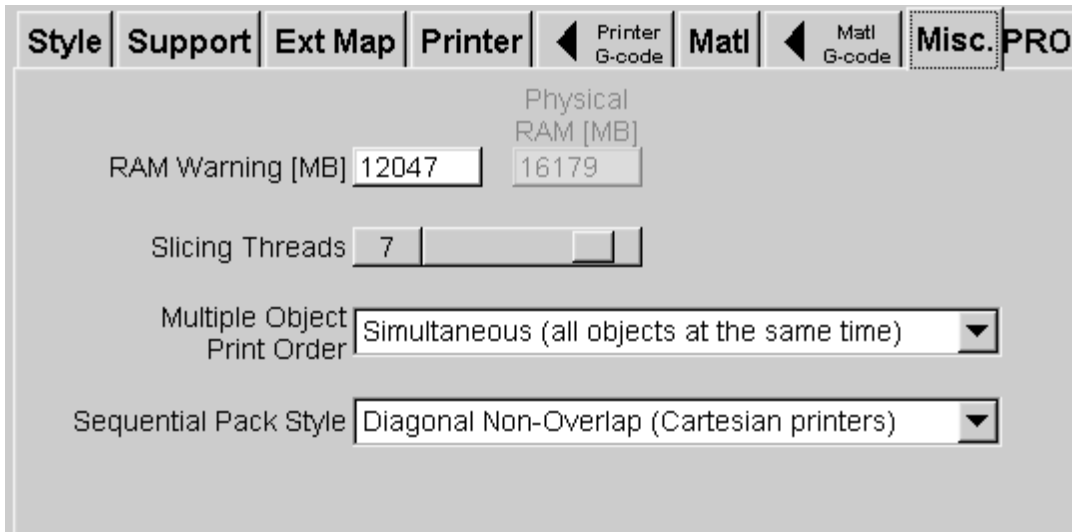 Style Support Ext Map Printer Printer G-code Matl Matl G-code Misc. PRO
Physical
RAM [MB]
RAM Warning [MB] 12047 16179
Slicing Threads 7
Multiple Object
Print Order Simultaneous (all objects at the same time)
Sequential Pack Style Diagonal Non-Overlap (Cartesian printers)